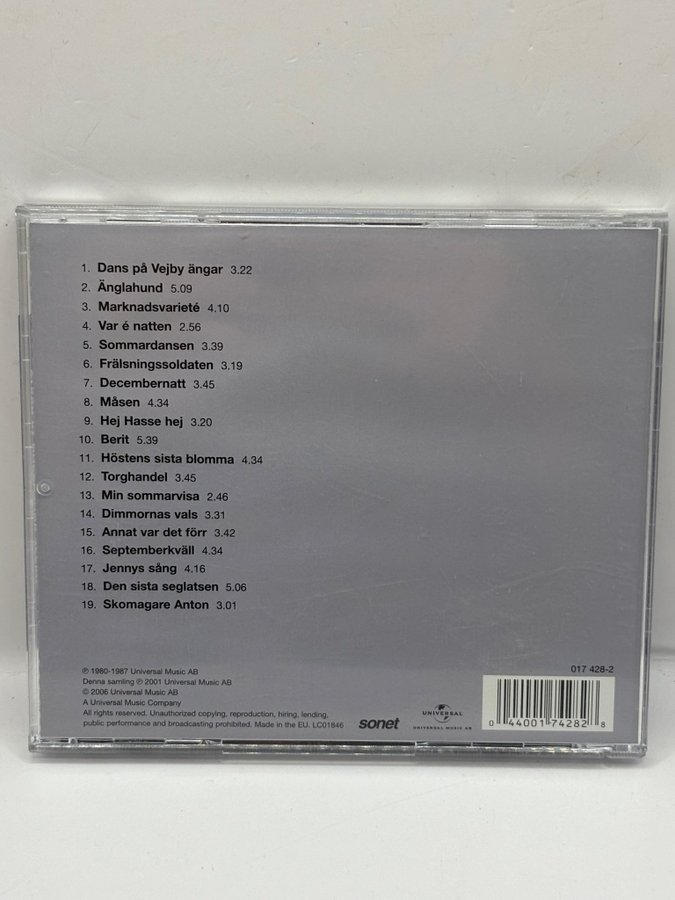 1. Dans på Vejby ängar 3.22
2. Änglahund 5.09
3. Marknadsvarieté 4.10
4. Var é natten 2.56
5. Sommardansen 3.39
6. Frälsningssoldaten 3.19
7. Decembernatt 3.45
8. Måsen 4.34
9. Hej Hasse hej 3.20
10. Berit 5.39
11. Höstens sista blomma 4.34
12. Torghandel 3.45
13. Min sommarvisa 2.46
14. Dimmornas vals 3.31
15. Annat var det förr 3.42
16. Septemberkväll 4.34
17. Jennys sång 4.16
18. Den sista seglatsen 5.06
19. Skomagare Anton 3.01
℗ 1980-1987 Universal Music AB
Denna samling ℗ 2001 Universal Music AB
© 2006 Universal Music AB
A Universal Music Company
All rights reserved. Unauthorized copying, reproduction, hiring, lending,
public performance and broadcasting prohibited. Made in the EU. LC01846
sonet
UNIVERSAL
UNIVERSAL MUSIC AB
017 428-2
0 44001 74282 8